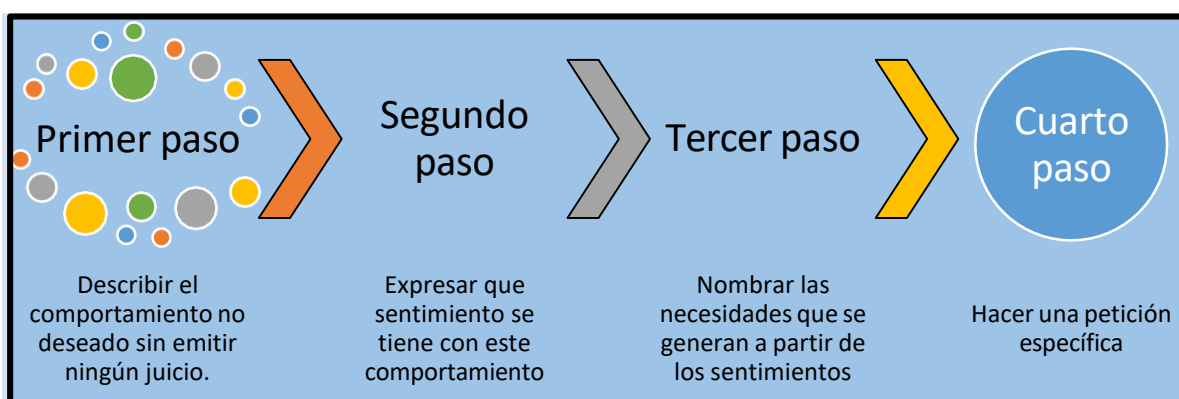 Primer paso
Describir el
comportamiento no
deseado sin emitir
ningún juicio.
Segundo
paso
Expresar que
sentimiento se
tiene con este
comportamiento
Tercer paso
Nombrar las
necesidades que se
generan a partir de
los sentimientos
Cuarto
paso
Hacer una petición
específica